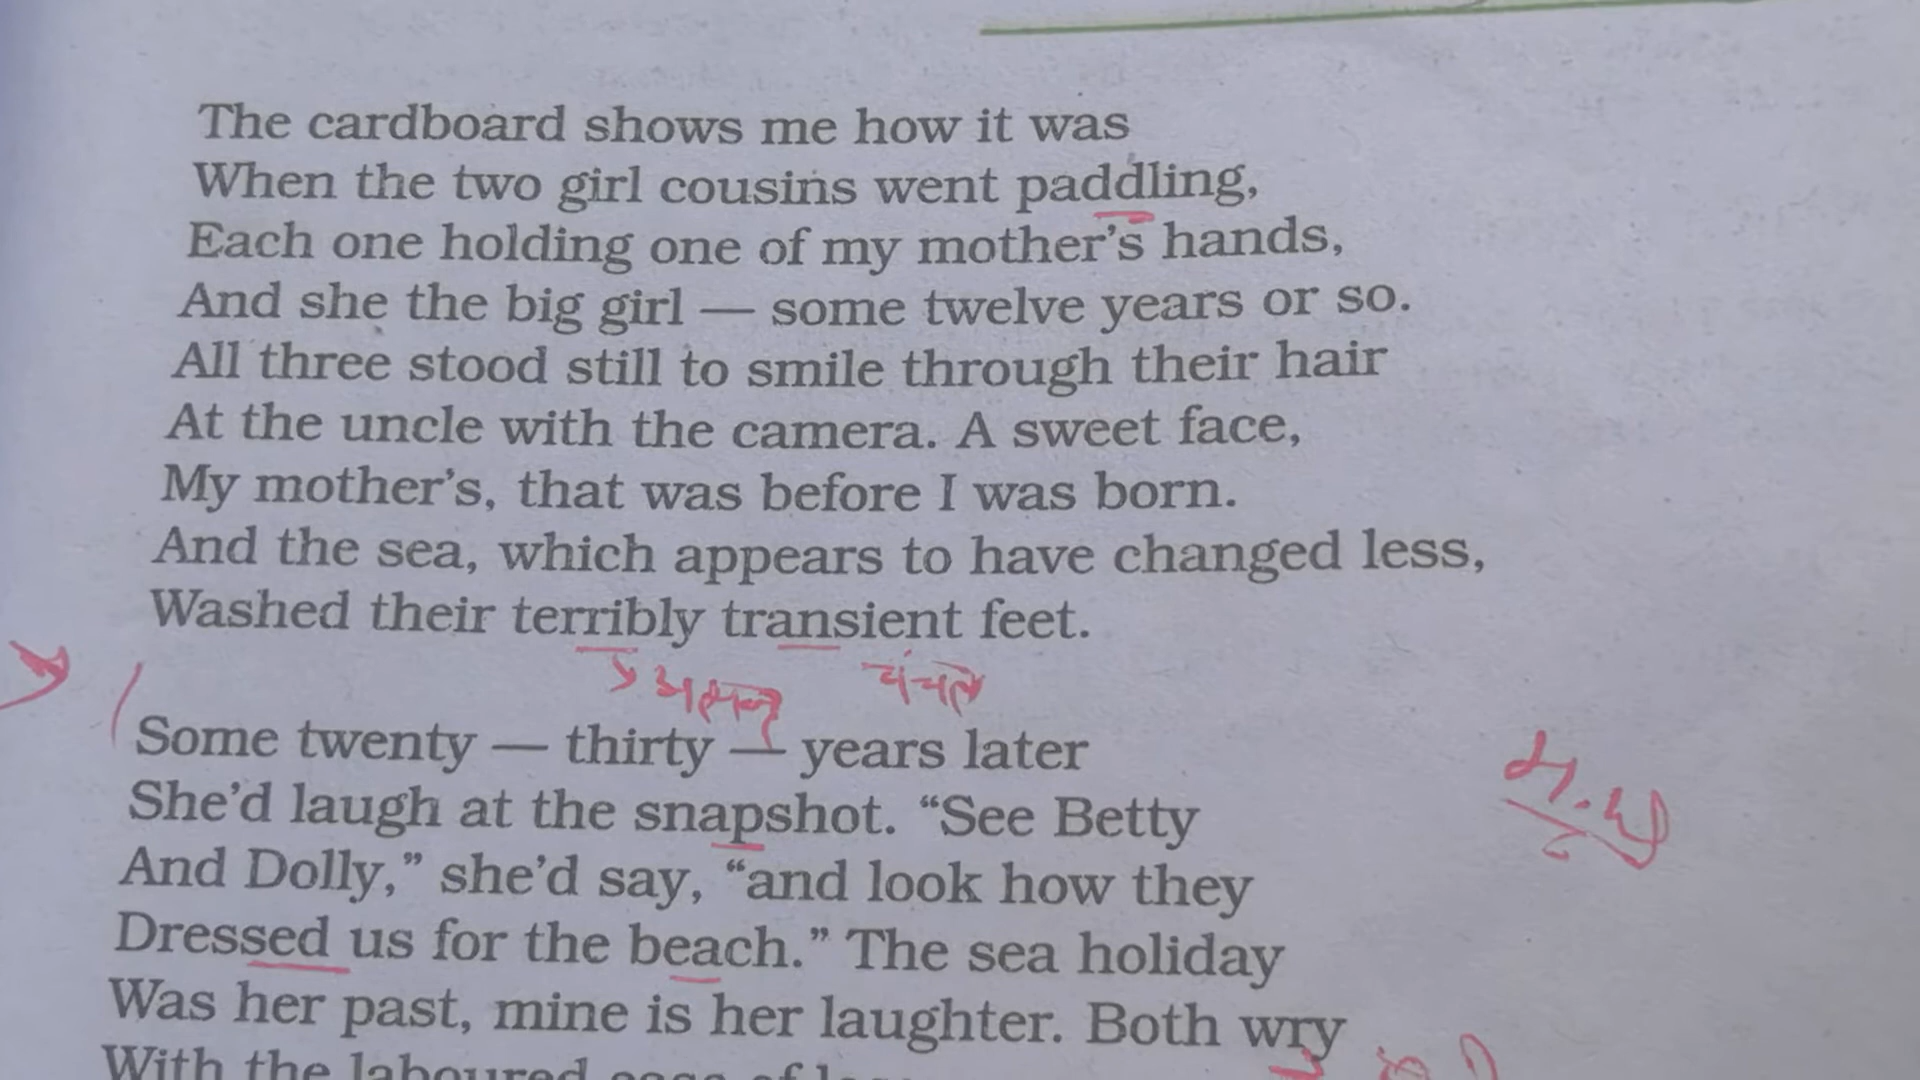 The cardboard shows me how it was
When the two girl cousins went paddling,
Each one holding one of my mother's hands,
And she the big girl — some twelve years or so.
All three stood still to smile through their hair
At the uncle with the camera. A sweet face,
My mother's, that was before I was born.
And the sea, which appears to have changed less,
Washed their terribly transient feet.
चंचल
Some twenty — thirty — years later
She'd laugh at the snapshot. “See Betty
And Dolly,” she'd say, “and look how they
Dressed us for the beach.” The sea holiday
Was her past, mine is her laughter. Both wry
With the laboured ease of